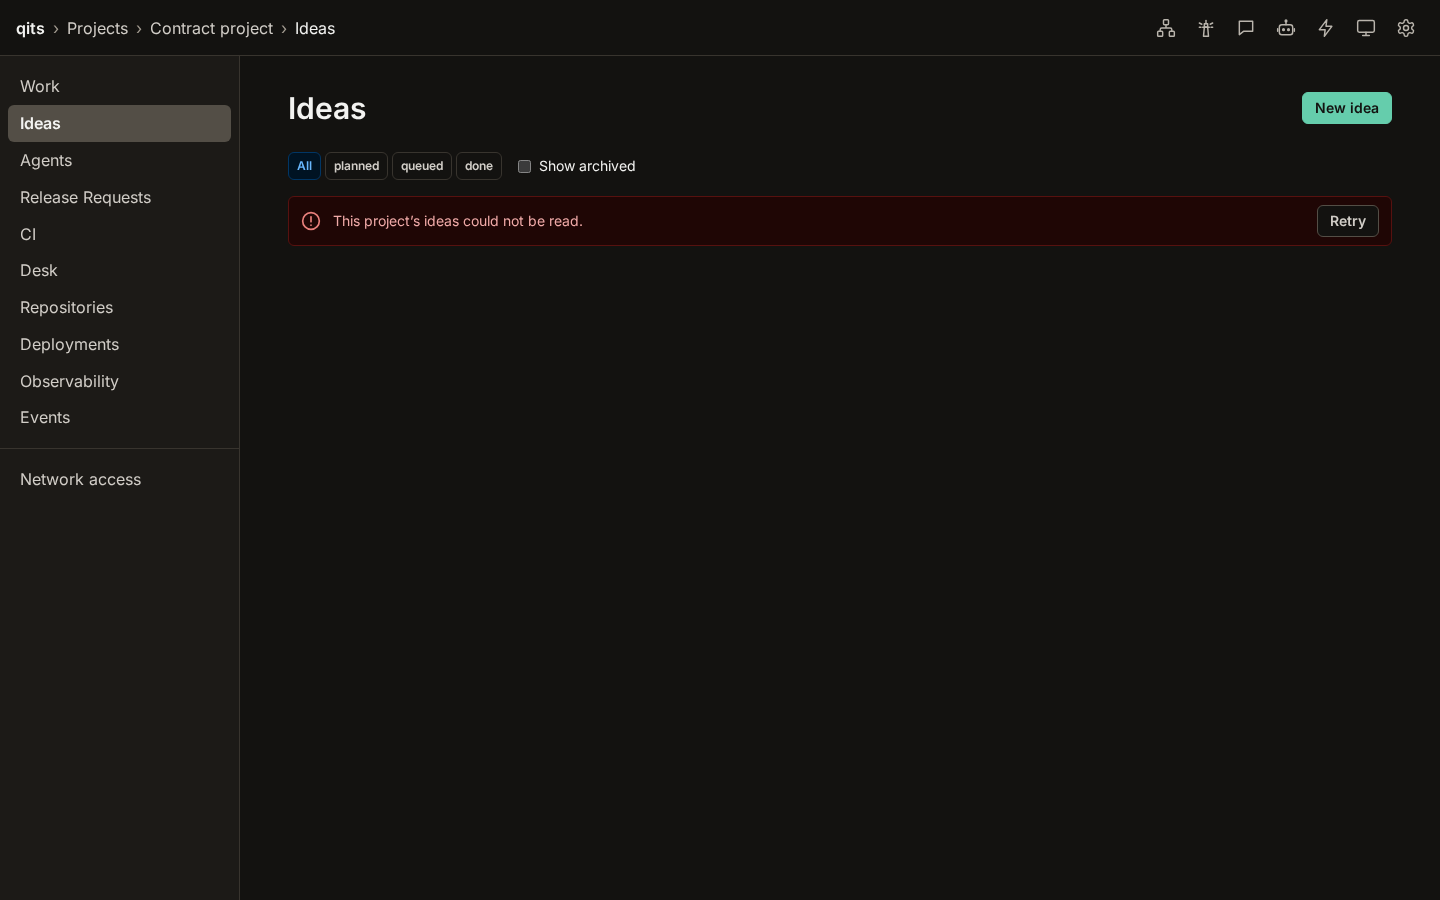 qits › Projects › Contract project › Ideas
Work
Ideas
Agents
Release Requests
CI
Desk
Repositories
Deployments
Observability
Events
Network access
Ideas
New idea
All planned queued done Show archived
This project’s ideas could not be read.
Retry